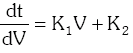 dt/dV = K₁V + K₂